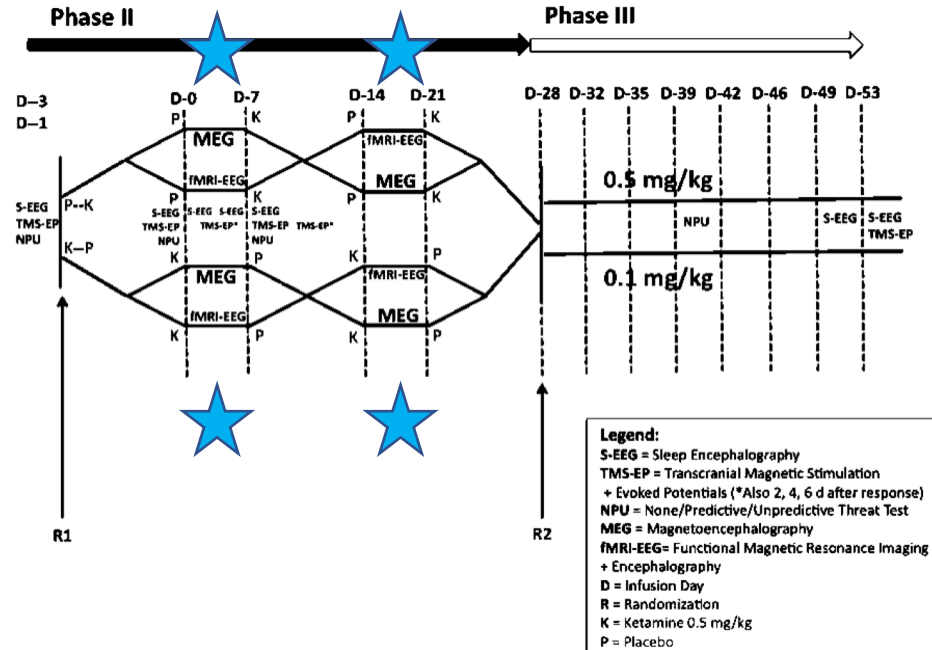 Phase II
Phase III
D--3
D--1
D-0
D-7
D-14
D-21
D-28
D-32
D-35
D-39
D-42
D-46
D-49
D-53
P
K
P
K
MEG
fMRI-EEG
fMRI-EEG
MEG
P
K
P
K
S-EEG
TMS-EP
NPU
P--K
K--P
S-EEG
TMS-EP
NPU
S-EEG S-EEG
TMS-EP*
S-EEG
TMS-EP
NPU
TMS-EP*
0.5 mg/kg
NPU
S-EEG
S-EEG
TMS-EP
0.1 mg/kg
K
P
K
P
MEG
fMRI-EEG
fMRI-EEG
MEG
K
P
K
P
R1
R2
Legend:
S-EEG = Sleep Encephalography
TMS-EP = Transcranial Magnetic Stimulation
+ Evoked Potentials (*Also 2, 4, 6 d after response)
NPU = None/Predictive/Unpredictive Threat Test
MEG = Magnetoencephalography
fMRI-EEG= Functional Magnetic Resonance Imaging
+ Encephalography
D = Infusion Day
R = Randomization
K = Ketamine 0.5 mg/kg
P = Placebo